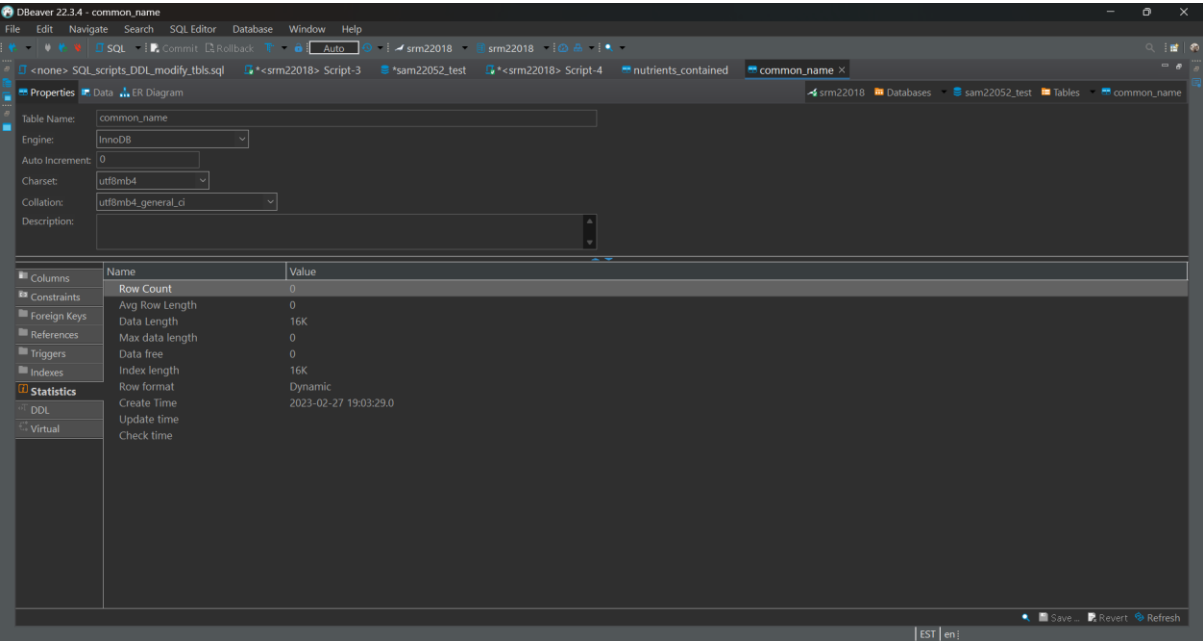 DBeaver 22.3.4 - common_name
File Edit Navigate Search SQL Editor Database Window Help
SQL Commit Rollback Auto srm22018 srm22018
<none> SQL_scripts_DDL_modify_tbls.sql *<srm22018> Script-3 *sam22052_test *<srm22018> Script-4 nutrients_contained common_name
Properties Data ER Diagram srm22018 Databases sam22052_test Tables common_name
Table Name: common_name
Engine: InnoDB
Auto Increment: 0
Charset: utf8mb4
Collation: utf8mb4_general_ci
Description:
Columns
Constraints
Foreign Keys
References
Triggers
Indexes
Statistics
DDL
Virtual
Name Value
Row Count 0
Avg Row Length 0
Data Length 16K
Max data length 0
Data free 0
Index length 16K
Row format Dynamic
Create Time 2023-02-27 19:03:29.0
Update time
Check time
Save ... Revert Refresh
EST en